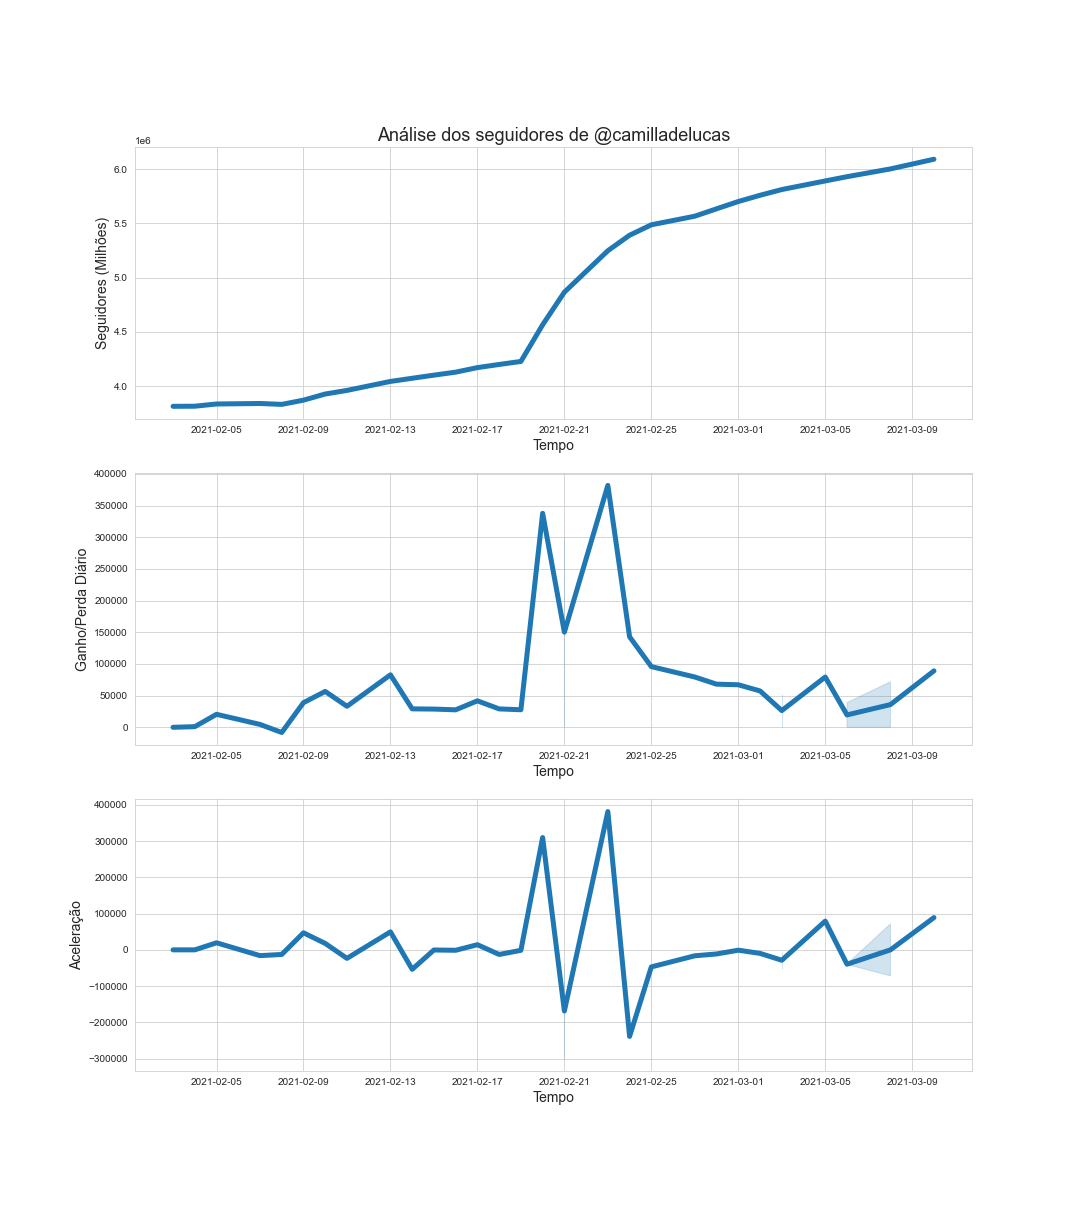 Análise dos seguidores de @camilladelucas
1e6
6.0
5.5
5.0
4.5
4.0
Seguidores (Milhões)
2021-02-05 2021-02-09 2021-02-13 2021-02-17 2021-02-21 2021-02-25 2021-03-01 2021-03-05 2021-03-09
Tempo
400000
350000
300000
250000
200000
150000
100000
50000
0
Ganho/Perda Diário
2021-02-05 2021-02-09 2021-02-13 2021-02-17 2021-02-21 2021-02-25 2021-03-01 2021-03-05 2021-03-09
Tempo
400000
300000
200000
100000
0
−100000
−200000
−300000
Aceleração
2021-02-05 2021-02-09 2021-02-13 2021-02-17 2021-02-21 2021-02-25 2021-03-01 2021-03-05 2021-03-09
Tempo